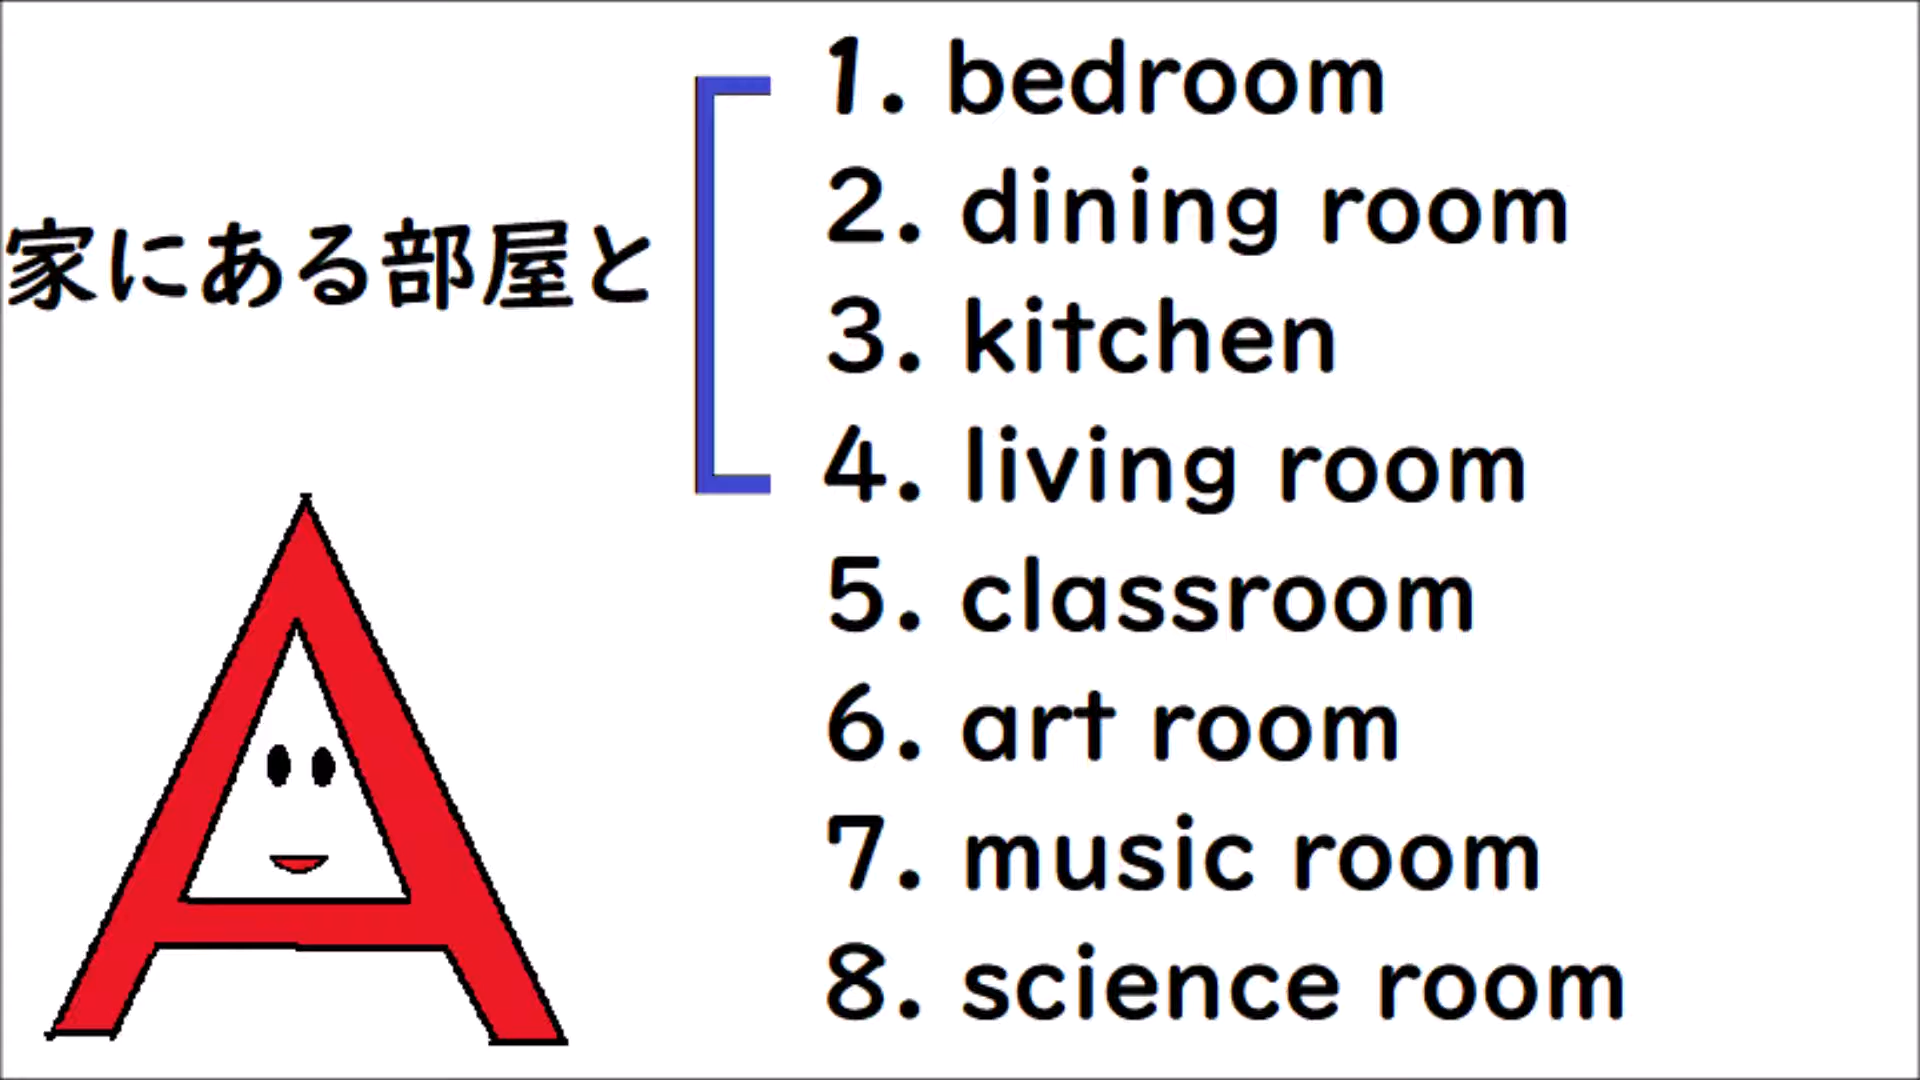 家にある部屋と
1. bedroom
2. dining room
3. kitchen
4. living room
5. classroom
6. art room
7. music room
8. science room
A